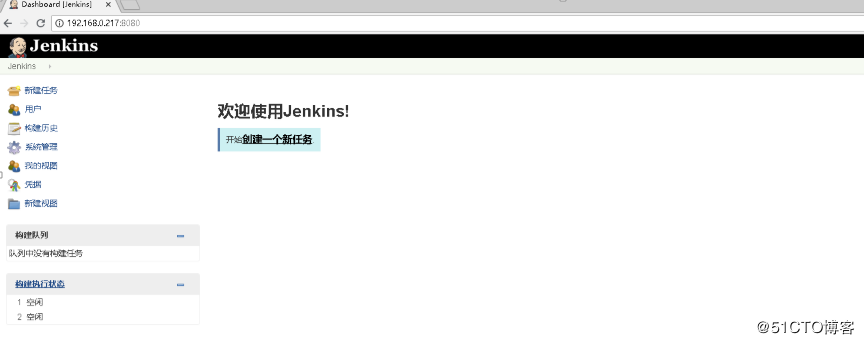 Dashboard [Jenkins]
192.168.0.217:8080
Jenkins
Jenkins
新建任务
用户
构建历史
系统管理
我的视图
凭据
新建视图
构建队列
队列中没有构建任务
构建执行状态
1 空闲
2 空闲
欢迎使用Jenkins!
开始创建一个新任务
@51CTO博客